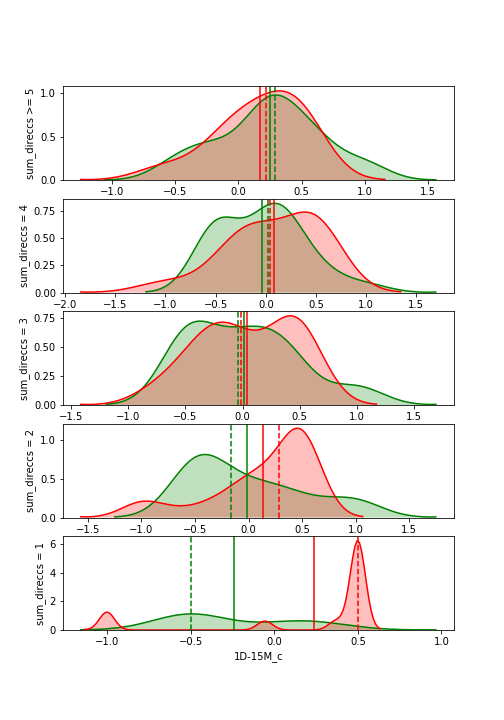 sum_direccs >= 5
1.0
0.5
0.0
−1.0 −0.5 0.0 0.5 1.0 1.5
sum_direccs = 4
0.75
0.50
0.25
0.00
−2.0 −1.5 −1.0 −0.5 0.0 0.5 1.0 1.5
sum_direccs = 3
0.75
0.50
0.25
0.00
−1.5 −1.0 −0.5 0.0 0.5 1.0 1.5
sum_direccs = 2
1.0
0.5
0.0
−1.5 −1.0 −0.5 0.0 0.5 1.0 1.5
sum_direccs = 1
6
4
2
0
−1.0 −0.5 0.0 0.5 1.0
1D-15M_c